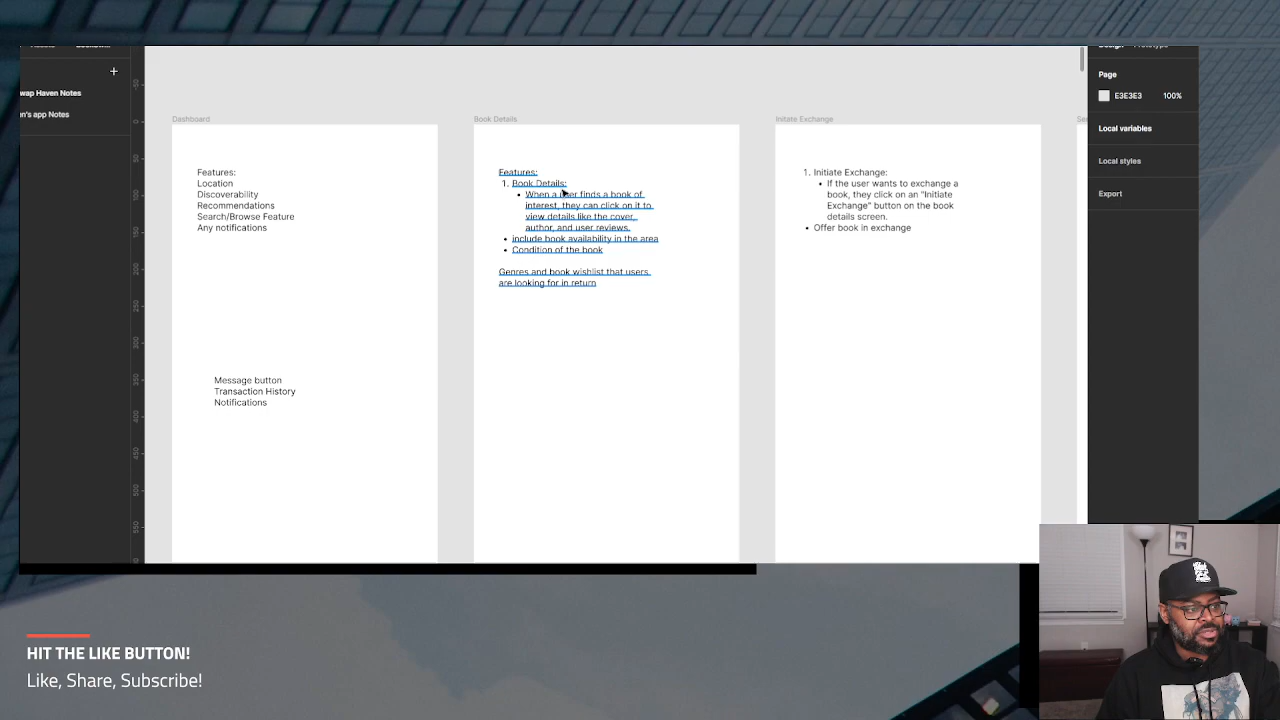 Page
E3E3E3 100%
Local variables
Local styles
Export
wap Haven Notes
n's app Notes
Dashboard
Features:
Location
Discoverability
Recommendations
Search/Browse Feature
Any notifications
Message button
Transaction History
Notifications
Book Details
Features:
1. Book Details:
• When a user finds a book of
interest, they can click on it to
view details like the cover,
author, and user reviews.
• include book availability in the area
• Condition of the book
Genres and book wishlist that users
are looking for in return
Initate Exchange
1. Initiate Exchange:
• If the user wants to exchange a
book, they click on an "Initiate
Exchange" button on the book
details screen.
• Offer book in exchange
HIT THE LIKE BUTTON!
Like, Share, Subscribe!